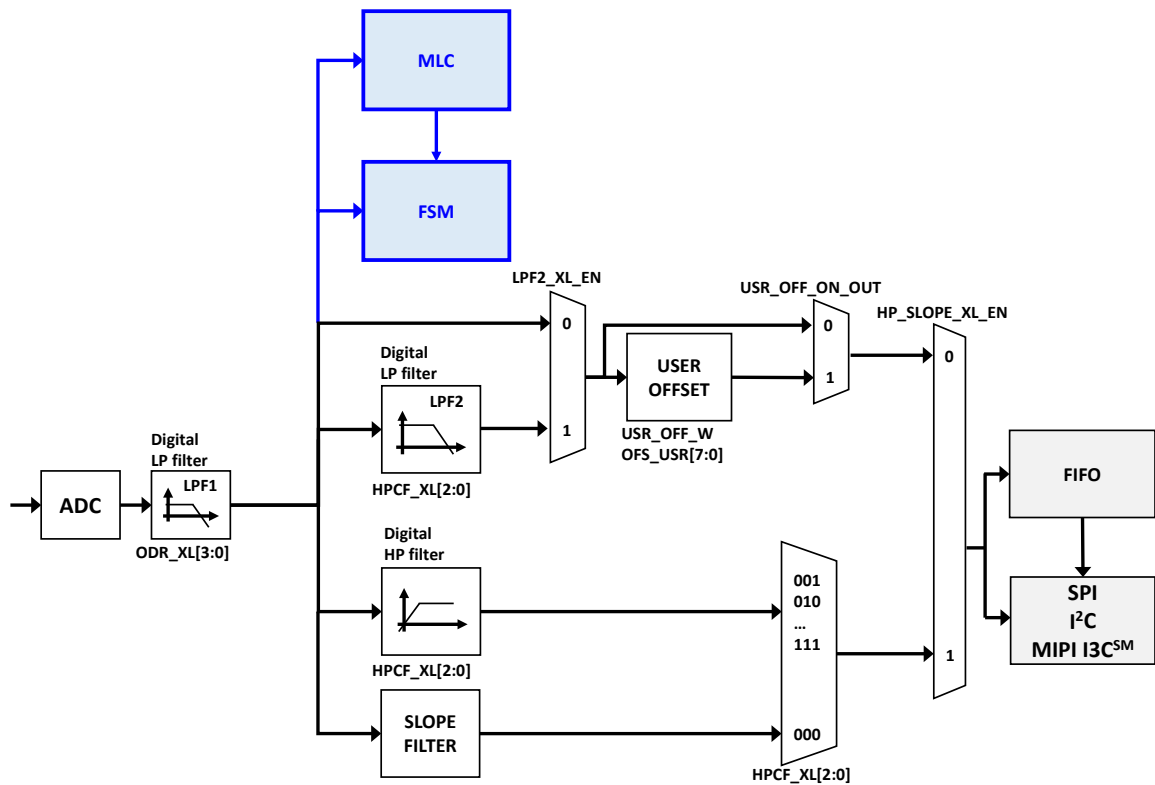 MLC
FSM
LPF2_XL_EN
0
1
USR_OFF_ON_OUT
0
1
HP_SLOPE_XL_EN
0
1
USER
OFFSET
USR_OFF_W
OFS_USR[7:0]
Digital
LP filter
LPF2
HPCF_XL[2:0]
Digital
LP filter
LPF1
ADC
ODR_XL[3:0]
FIFO
SPI
I²C
MIPI I3Cˢᴹ
Digital
HP filter
HPCF_XL[2:0]
001
010
...
111
000
HPCF_XL[2:0]
SLOPE
FILTER